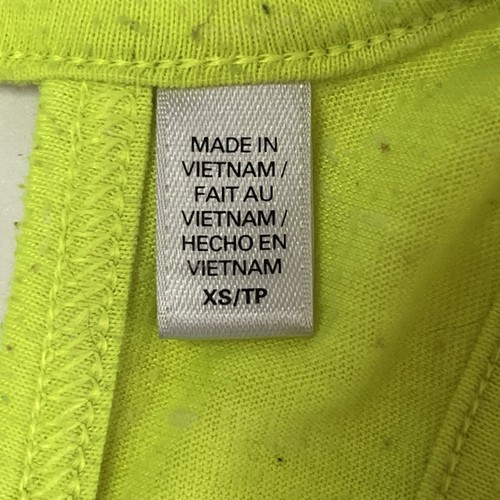 MADE IN
VIETNAM /
FAIT AU
VIETNAM /
HECHO EN
VIETNAM
XS/TP